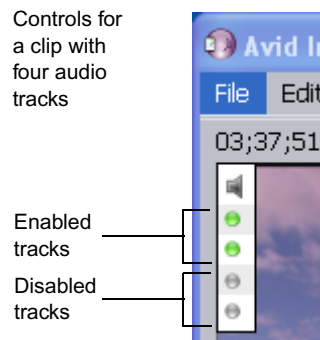 Controls for
a clip with
four audio
tracks
Avid I
File Edit
03;37;51
Enabled
tracks
Disabled
tracks